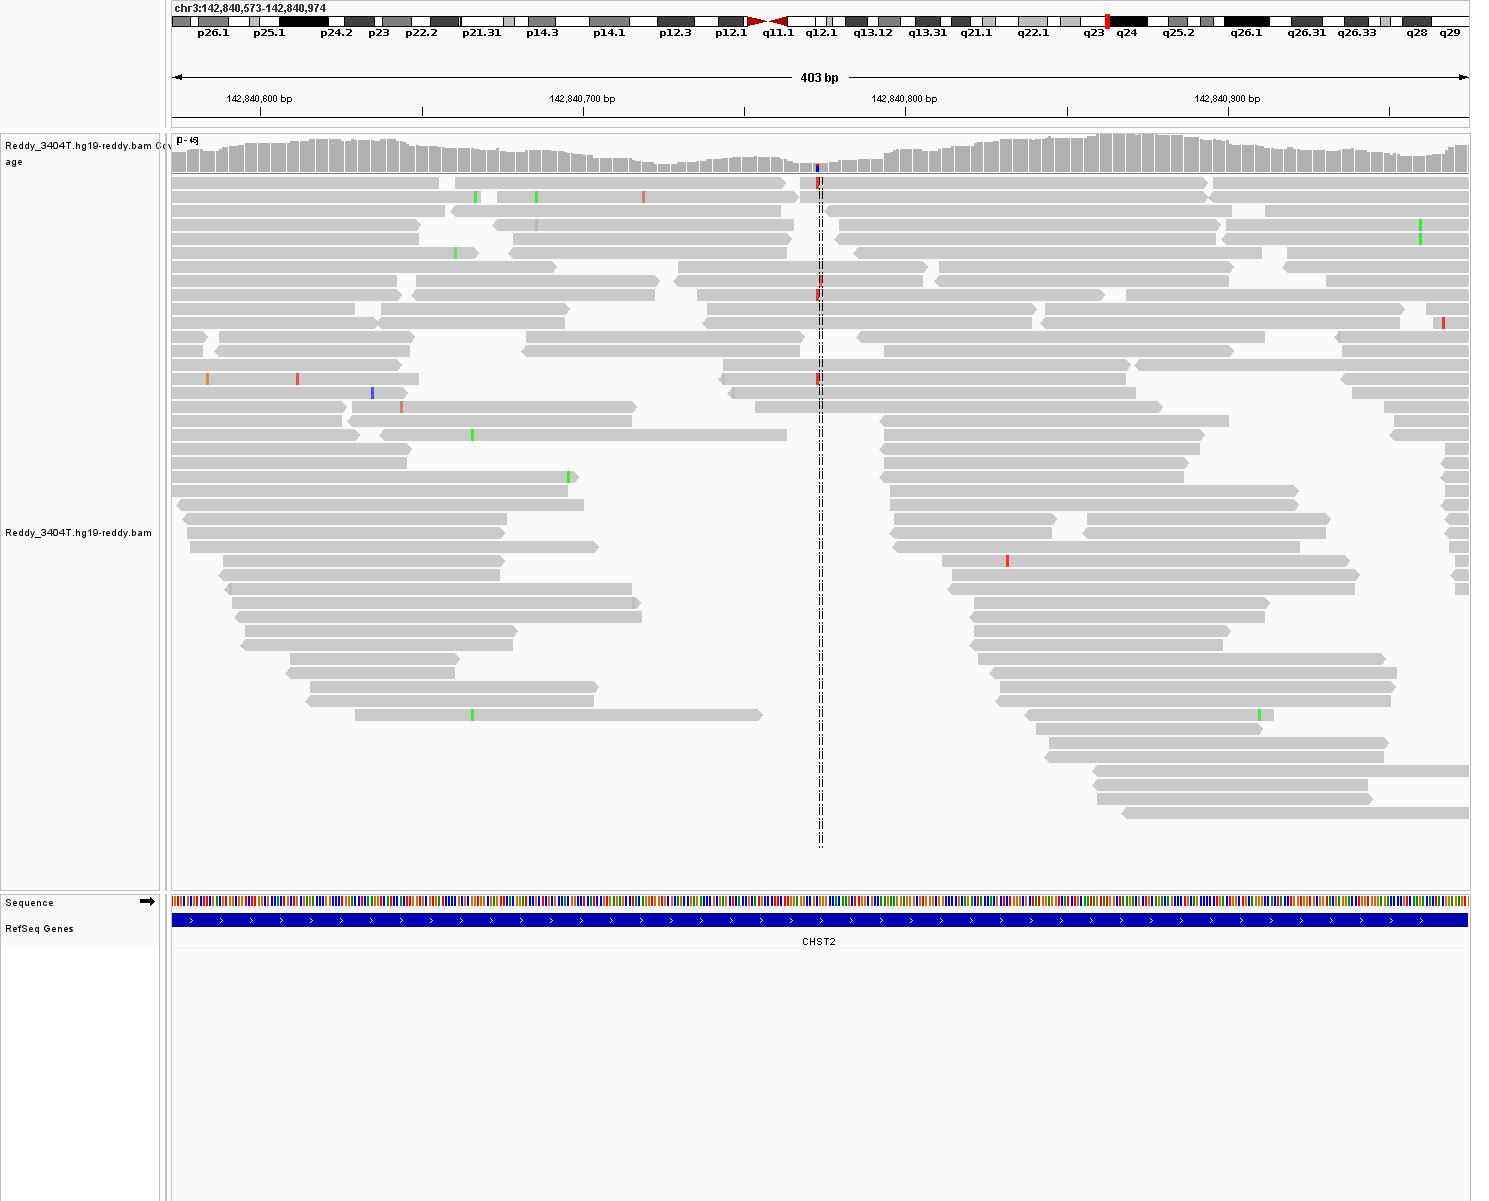 chr3:142,840,573-142,840,974
p26.1 p25.1 p24.2 p23 p22.2 p21.31 p14.3 p14.1 p12.3 p12.1 q11.1 q12.1 q13.12 q13.31 q21.1 q22.1 q23 q24 q25.2 q26.1 q26.31 q26.33 q28 q29
403 bp
142,840,600 bp 142,840,700 bp 142,840,800 bp 142,840,900 bp
[0 - 46]
Reddy_3404T.hg19-reddy.bam Cov
age
Reddy_3404T.hg19-reddy.bam
Sequence
RefSeq Genes
CHST2